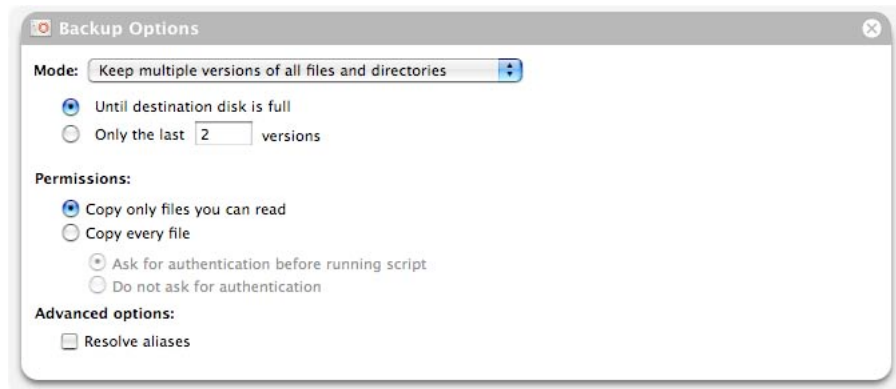 Backup Options
Mode: Keep multiple versions of all files and directories
Until destination disk is full
Only the last 2 versions
Permissions:
Copy only files you can read
Copy every file
Ask for authentication before running script
Do not ask for authentication
Advanced options:
Resolve aliases